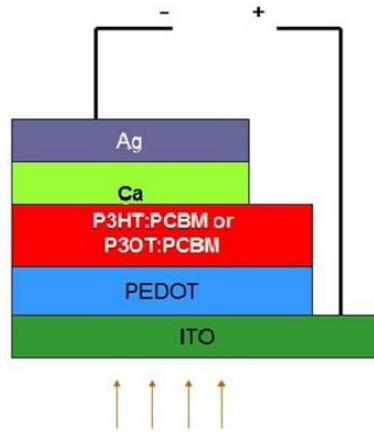 - +
Ag
Ca
P3HT:PCBM or
P3OT:PCBM
PEDOT
ITO